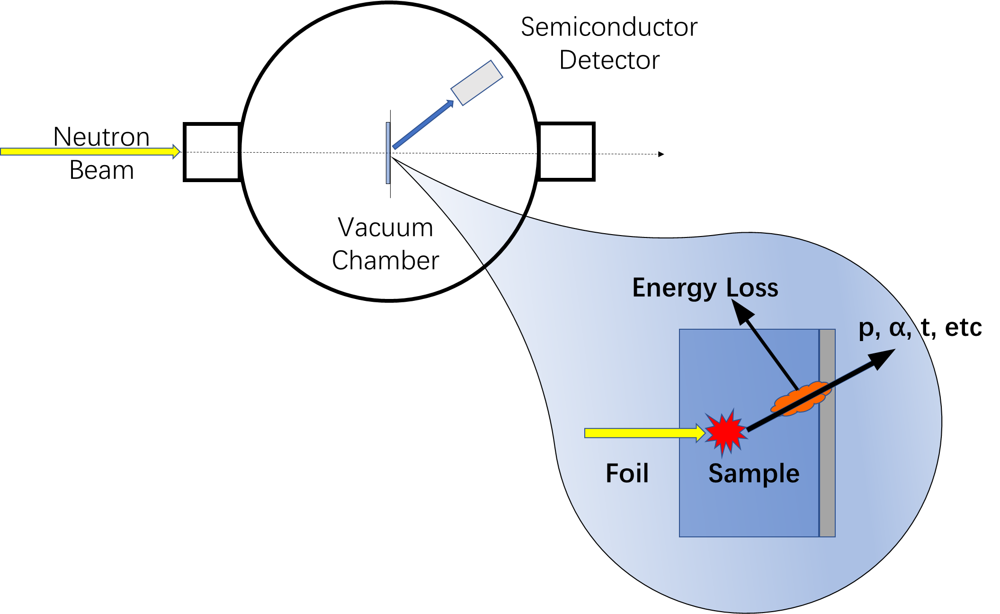 Semiconductor
Detector
Neutron
Beam
Vacuum
Chamber
Energy Loss
p, α, t, etc
Foil
Sample